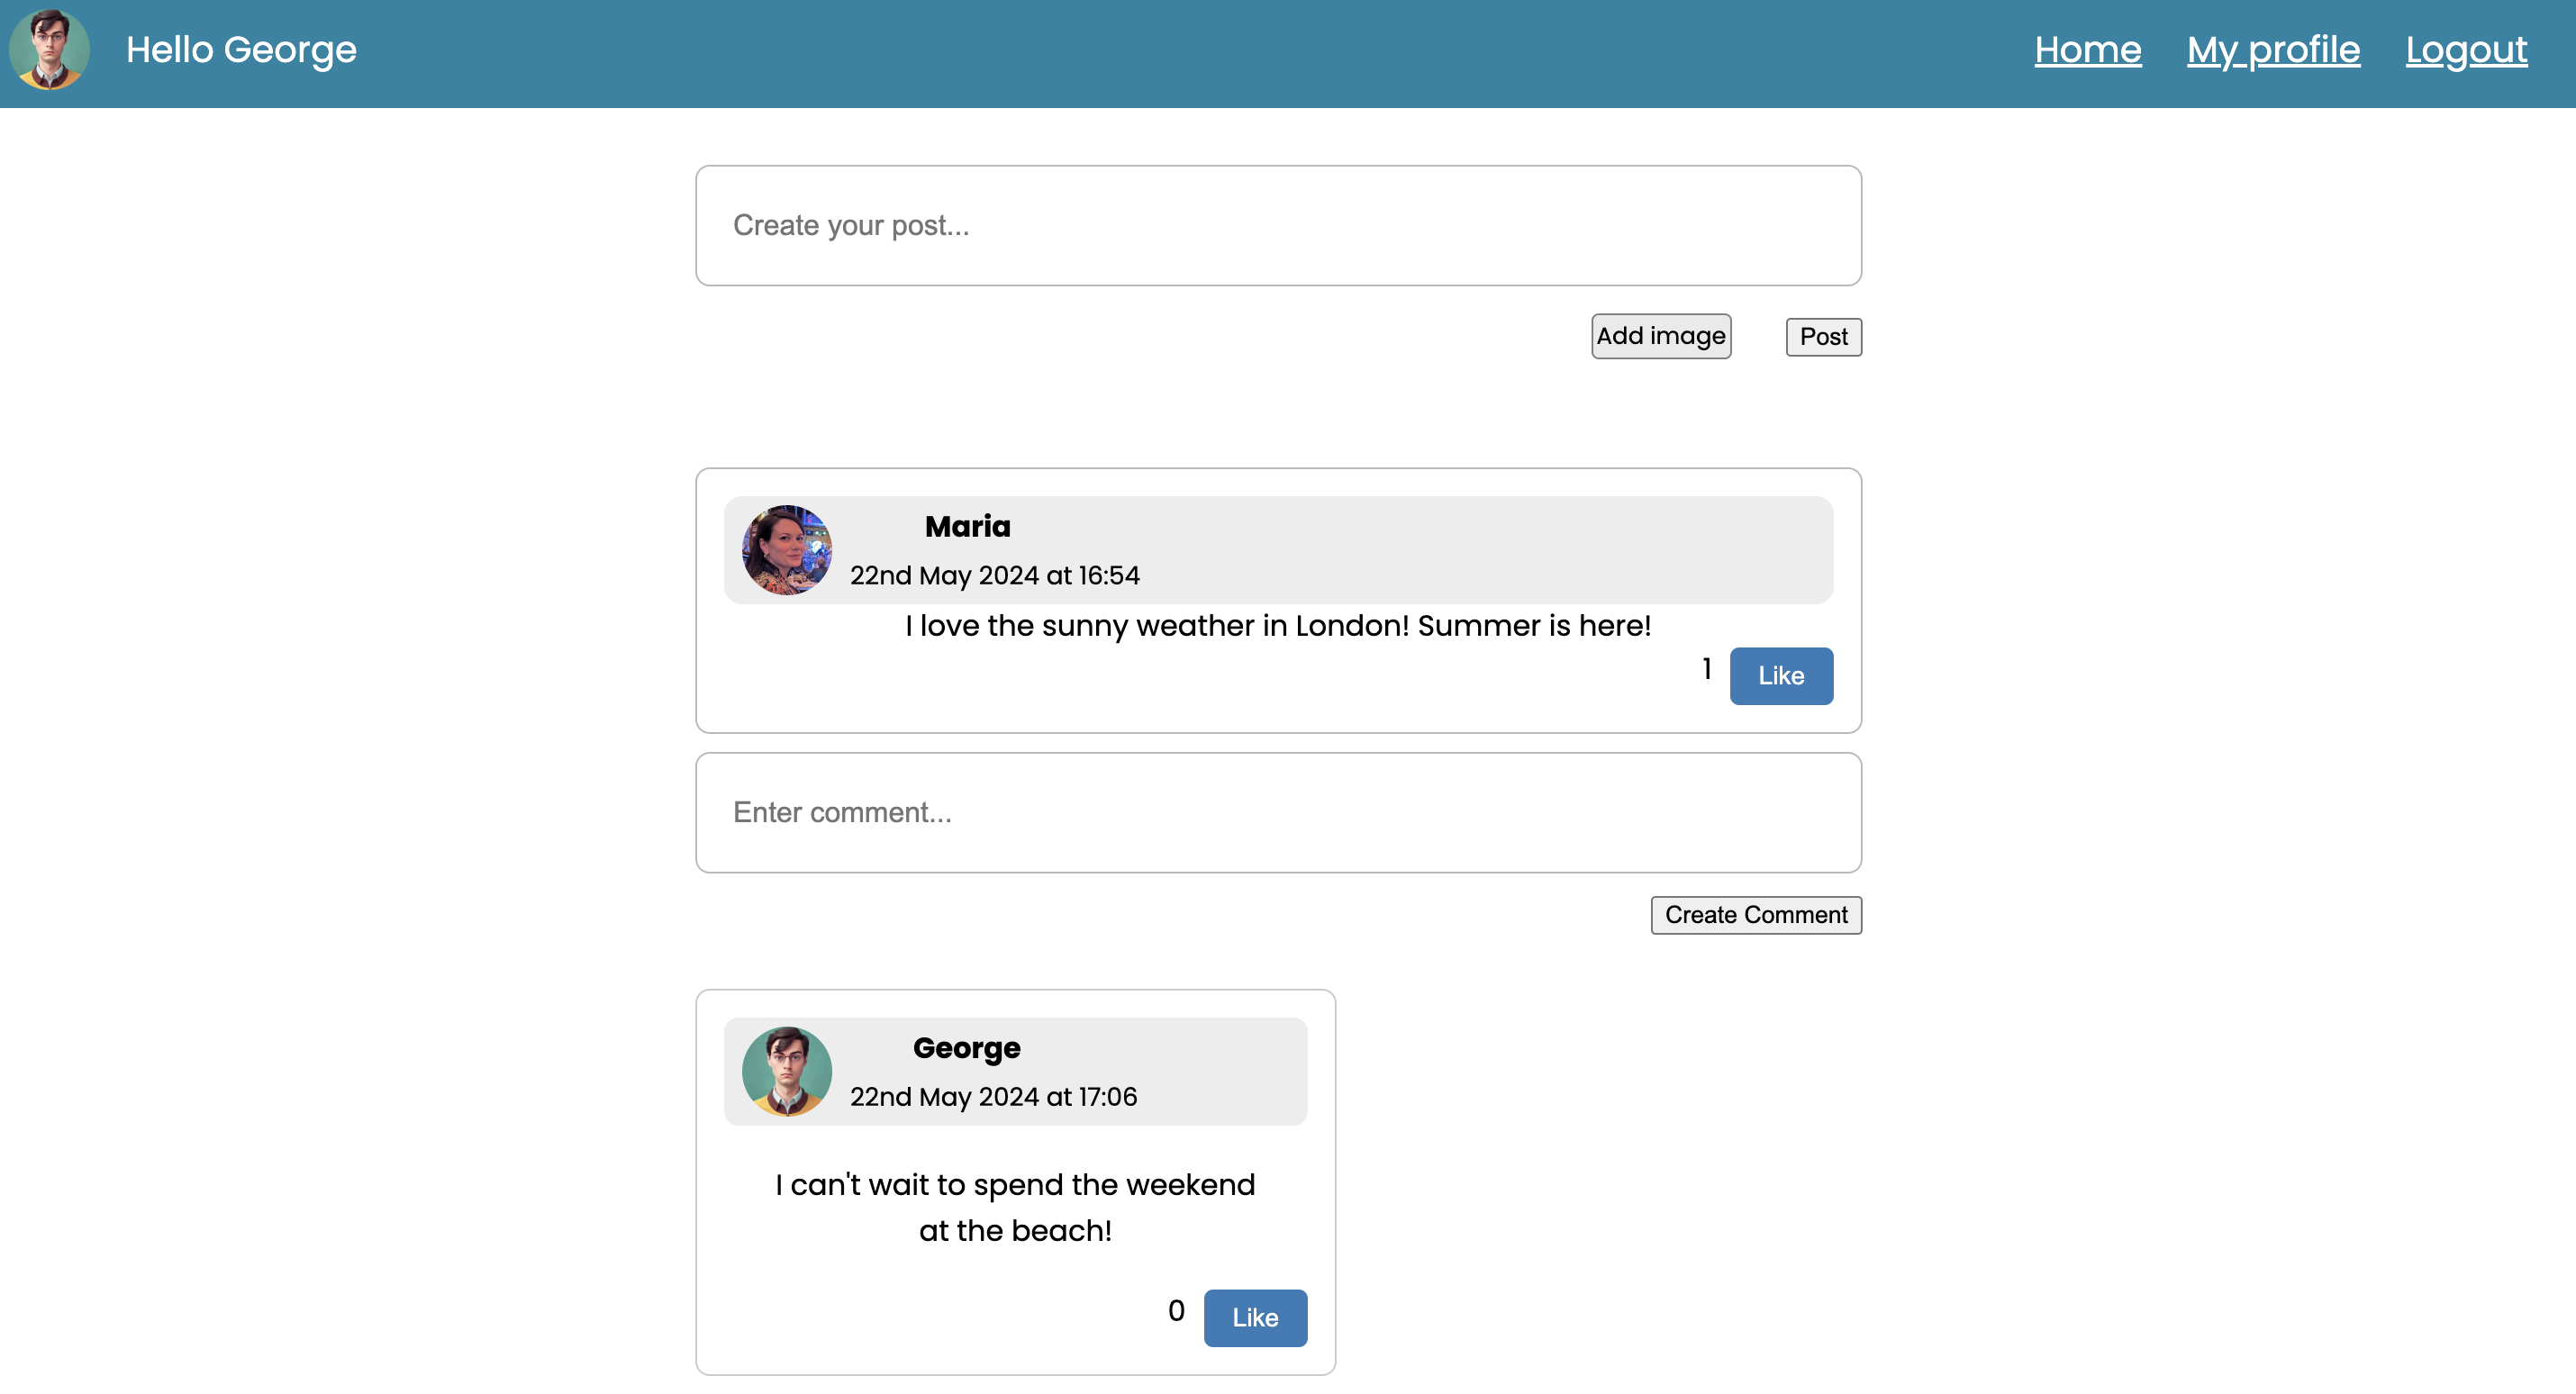 Hello George
Home
My profile
Logout
Create your post...
Add image
Post
Maria
22nd May 2024 at 16:54
I love the sunny weather in London! Summer is here!
1
Like
Enter comment...
Create Comment
George
22nd May 2024 at 17:06
I can't wait to spend the weekend
at the beach!
0
Like